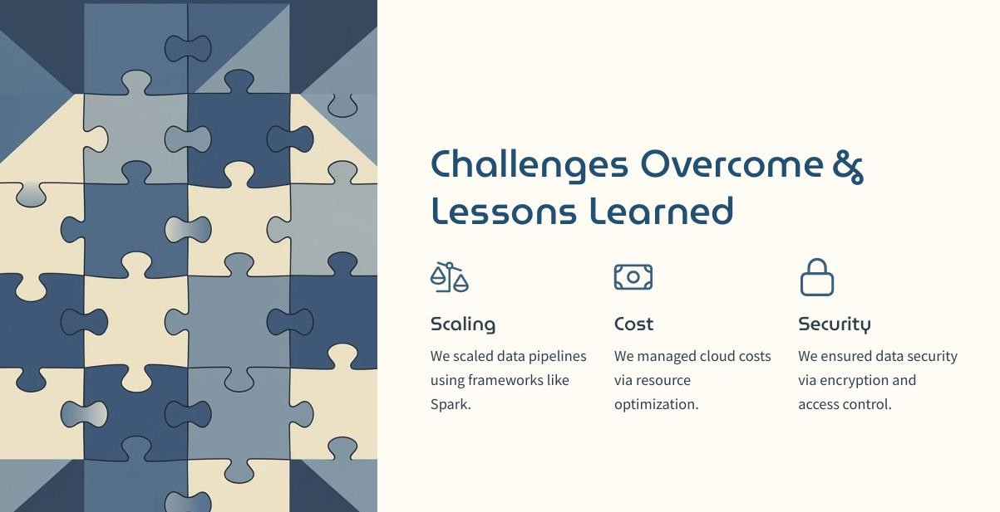 Challenges Overcome &
Lessons Learned
Scaling
We scaled data pipelines
using frameworks like
Spark.
Cost
We managed cloud costs
via resource
optimization.
Security
We ensured data security
via encryption and
access control.